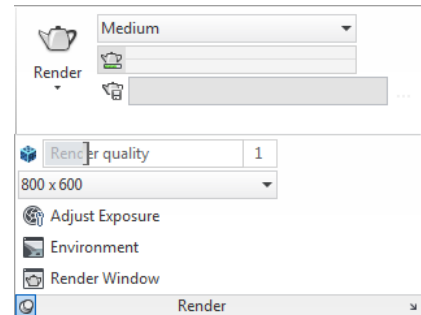 Medium
Render
Render quality 1
800 x 600
Adjust Exposure
Environment
Render Window
Render